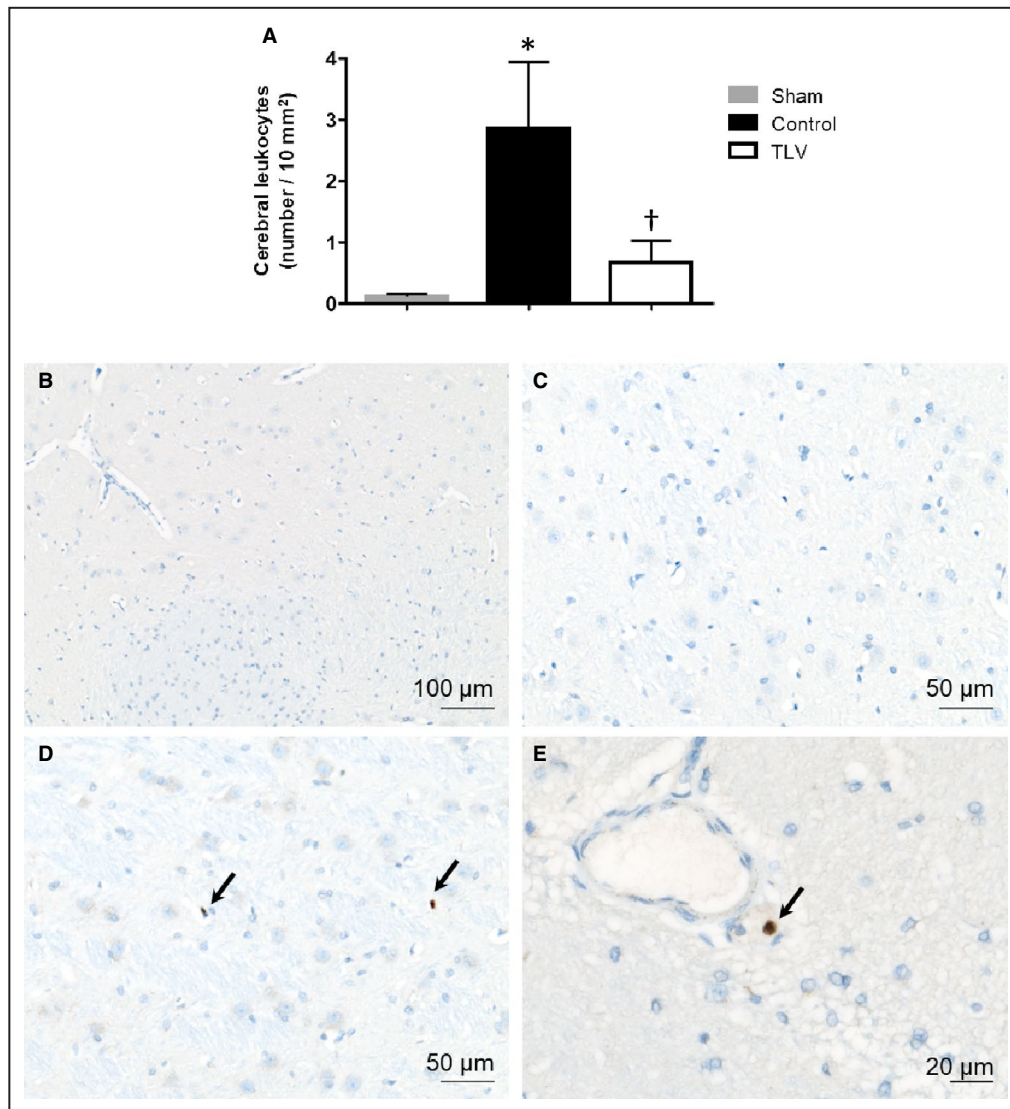 A
Cerebral leukocytes
(number / 10 mm²)
4
3
2
1
0
*
†
Sham
Control
TLV
B
100 µm
C
50 µm
D
50 µm
E
20 µm